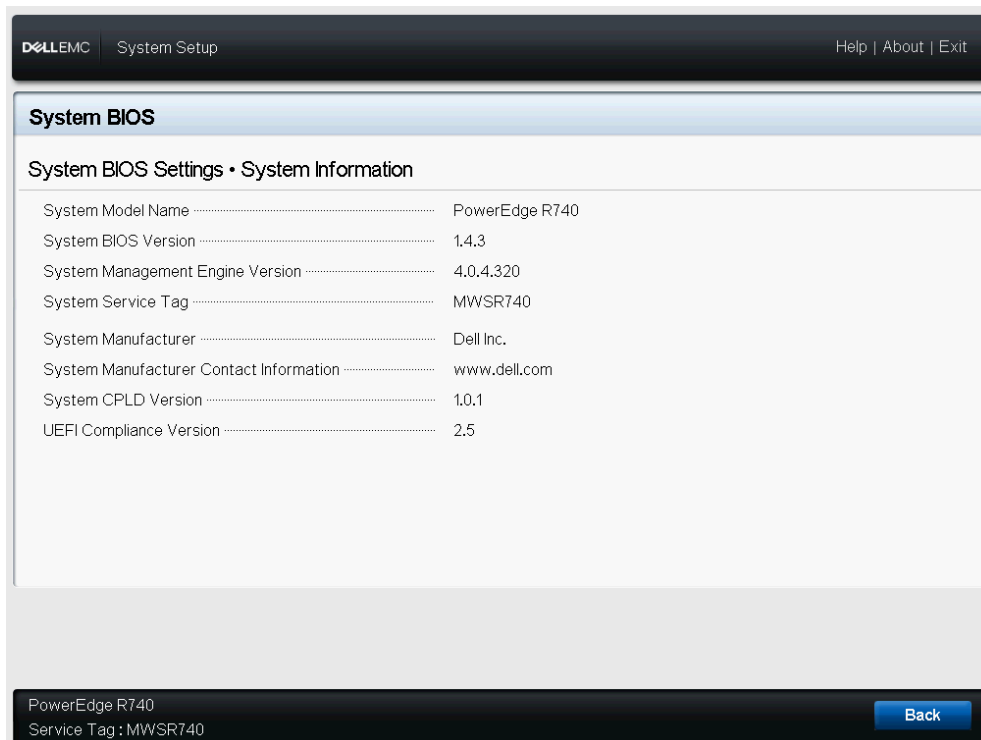 DELLEMC System Setup Help | About | Exit
System BIOS
System BIOS Settings • System Information
System Model Name PowerEdge R740
System BIOS Version 1.4.3
System Management Engine Version 4.0.4.320
System Service Tag MWSR740
System Manufacturer Dell Inc.
System Manufacturer Contact Information www.dell.com
System CPLD Version 1.0.1
UEFI Compliance Version 2.5
PowerEdge R740
Service Tag : MWSR740
Back